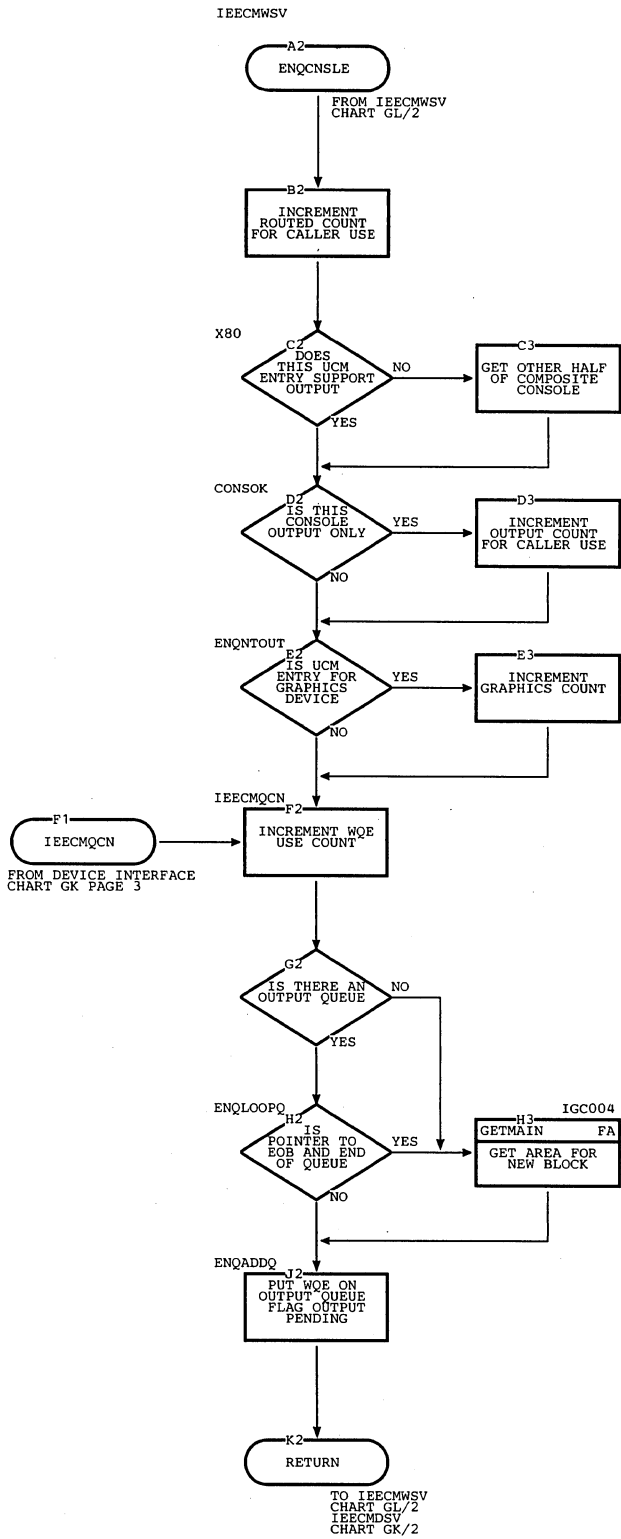 IEECMWSV
A2
ENQCNSLE
FROM IEECMWSV
CHART GL/2
B2
INCREMENT
ROUTED COUNT
FOR CALLER USE
X80
C2
DOES
THIS UCM
ENTRY SUPPORT
OUTPUT
NO
YES
C3
GET OTHER HALF
OF COMPOSITE
CONSOLE
CONSOK
D2
IS THIS
CONSOLE
OUTPUT ONLY
YES
NO
D3
INCREMENT
OUTPUT COUNT
FOR CALLER USE
ENQNTOUT
E2
IS UCM
ENTRY FOR
GRAPHICS
DEVICE
YES
NO
E3
INCREMENT
GRAPHICS COUNT
IEECMQCN
F2
INCREMENT WQE
USE COUNT
F1
IEECMQCN
FROM DEVICE INTERFACE
CHART GK PAGE 3
G2
IS THERE AN
OUTPUT QUEUE
NO
YES
ENQLOOPQ
H2
IS
POINTER TO
EOB AND END
OF QUEUE
YES
NO
IGC004
H3
GETMAIN FA
GET AREA FOR
NEW BLOCK
ENQADDQ
J2
PUT WQE ON
OUTPUT QUEUE
FLAG OUTPUT
PENDING
K2
RETURN
TO IEECMWSV
CHART GL/2
IEECMDSV
CHART GK/2